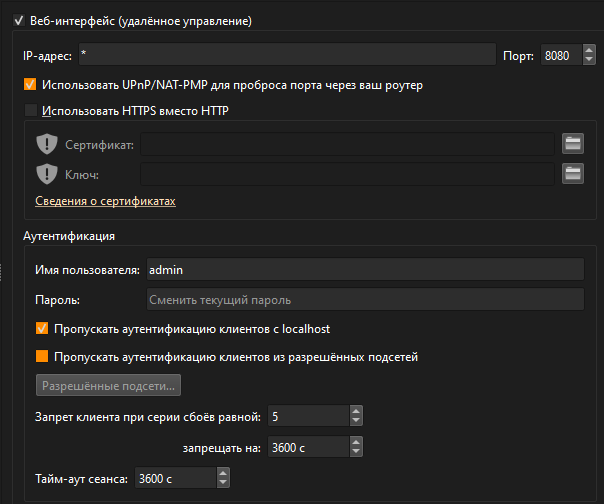 Веб-интерфейс (удалённое управление)
IP-адрес: * Порт: 8080
Использовать UPnP/NAT-PMP для проброса порта через ваш роутер
Использовать HTTPS вместо HTTP
Сертификат:
Ключ:
Сведения о сертификатах
Аутентификация
Имя пользователя: admin
Пароль: Сменить текущий пароль
Пропускать аутентификацию клиентов с localhost
Пропускать аутентификацию клиентов из разрешённых подсетей
Разрешённые подсети...
Запрет клиента при серии сбоёв равной: 5
запрещать на: 3600 с
Тайм-аут сеанса: 3600 с